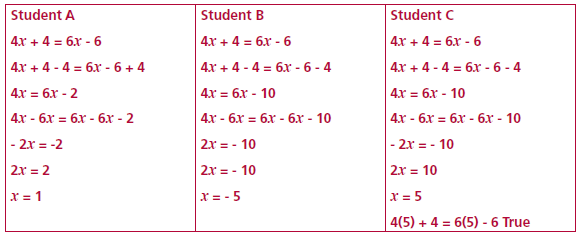 Student A
4x + 4 = 6x - 6
4x + 4 - 4 = 6x - 6 + 4
4x = 6x - 2
4x - 6x = 6x - 6x - 2
- 2x = -2
2x = 2
x = 1
Student B
4x + 4 = 6x - 6
4x + 4 - 4 = 6x - 6 - 4
4x = 6x - 10
4x - 6x = 6x - 6x - 10
2x = - 10
2x = - 10
x = - 5
Student C
4x + 4 = 6x - 6
4x + 4 - 4 = 6x - 6 - 4
4x = 6x - 10
4x - 6x = 6x - 6x - 10
- 2x = - 10
2x = 10
x = 5
4(5) + 4 = 6(5) - 6 True